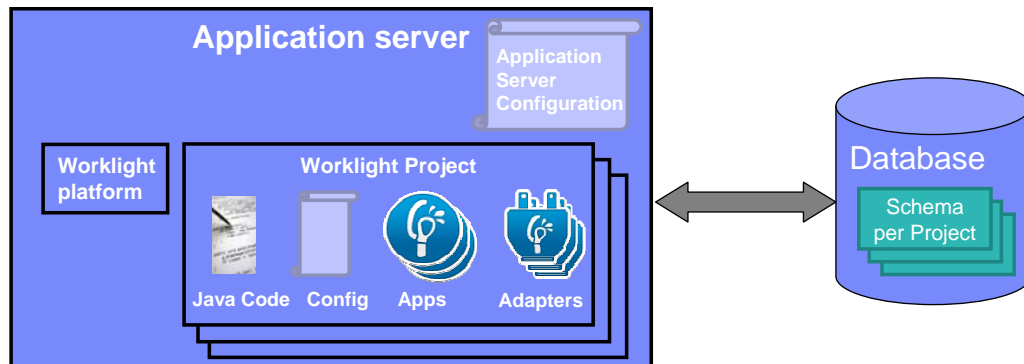 Application server
Application
Server
Configuration
Worklight
platform
Worklight Project
Java Code
Config
Apps
Adapters
Database
Schema
per Project